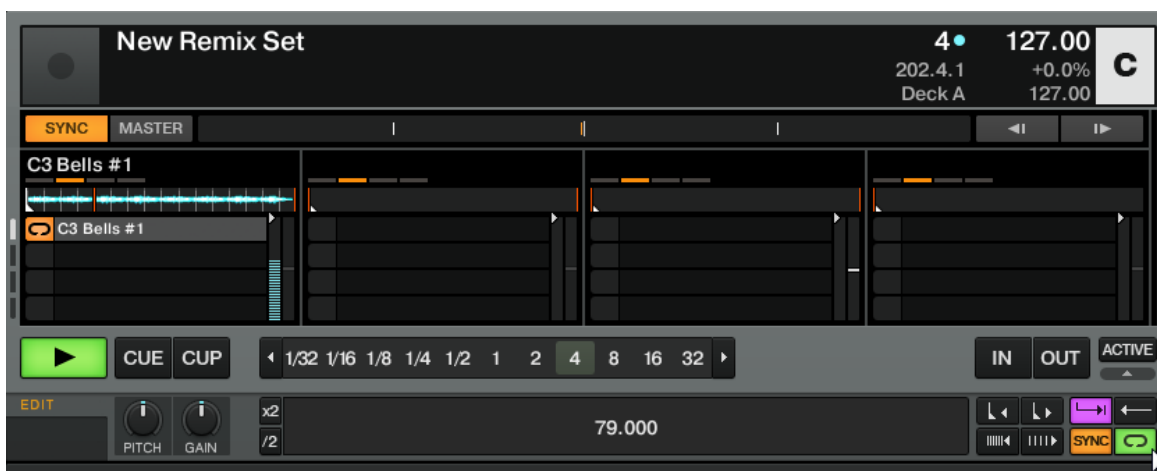 New Remix Set 4 127.00 C
202.4.1 +0.0%
Deck A 127.00
SYNC MASTER
C3 Bells #1
C3 Bells #1
CUE CUP 1/32 1/16 1/8 1/4 1/2 1 2 4 8 16 32 IN OUT ACTIVE
EDIT
PITCH GAIN x2 /2 79.000 SYNC